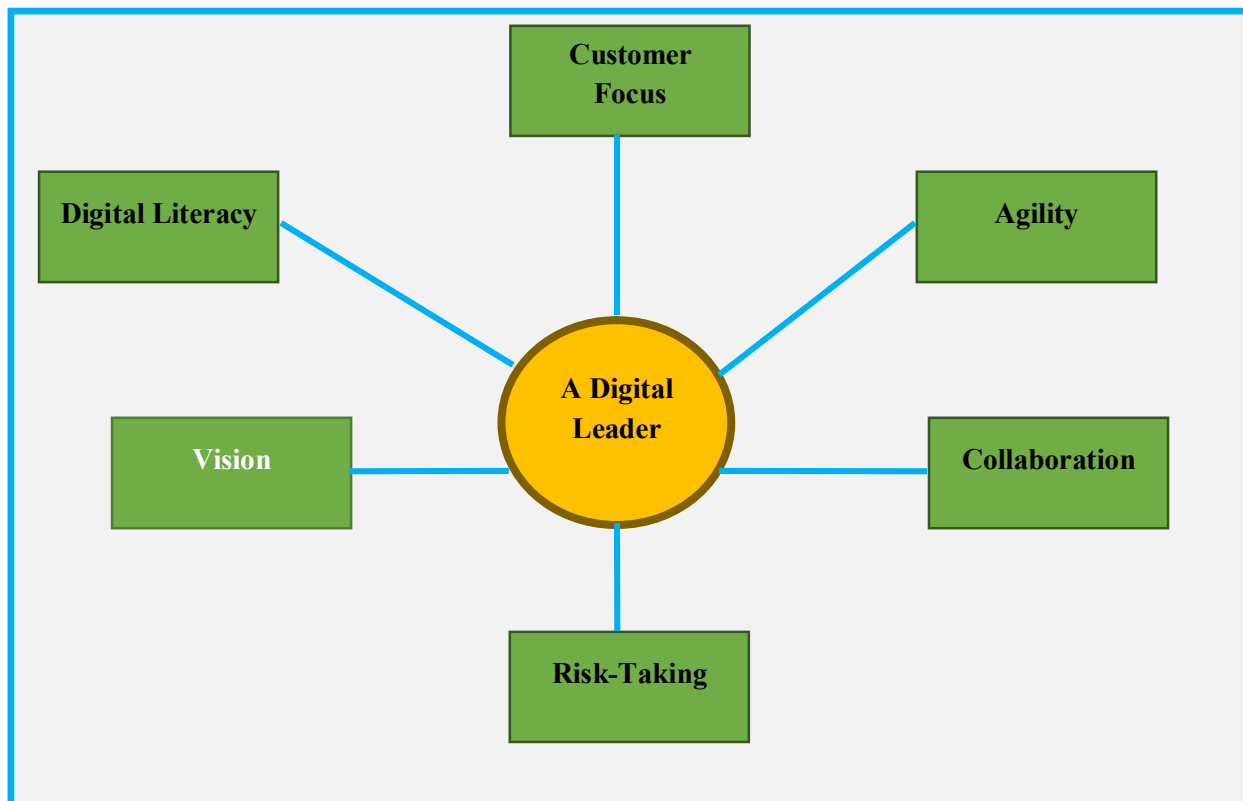 Customer
Focus
Digital Literacy
Agility
A Digital
Leader
Vision
Collaboration
Risk-Taking